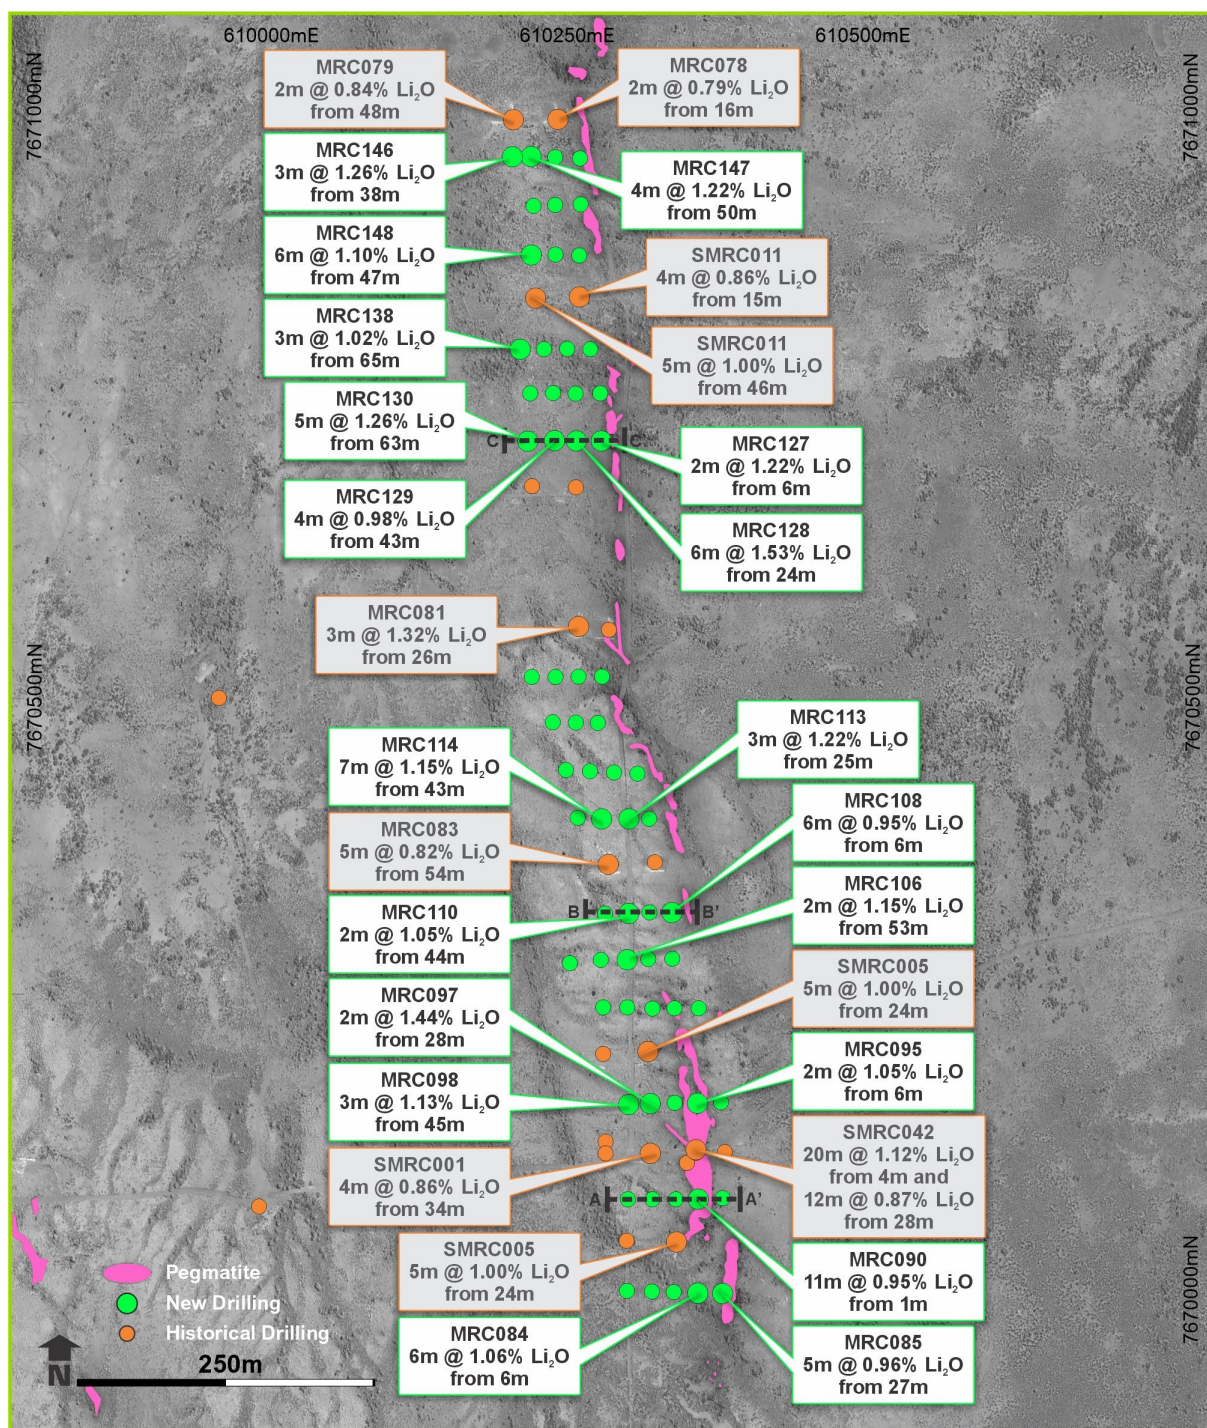 610000mE
610250mE
610500mE
7671000mN
7671000mN
MRC079
2m @ 0.84% Li₂O
from 48m
MRC078
2m @ 0.79% Li₂O
from 16m
MRC146
3m @ 1.26% Li₂O
from 38m
MRC147
4m @ 1.22% Li₂O
from 50m
MRC148
6m @ 1.10% Li₂O
from 47m
SMRC011
4m @ 0.86% Li₂O
from 15m
MRC138
3m @ 1.02% Li₂O
from 65m
SMRC011
5m @ 1.00% Li₂O
from 46m
MRC130
5m @ 1.26% Li₂O
from 63m
C
C'
MRC127
2m @ 1.22% Li₂O
from 6m
MRC129
4m @ 0.98% Li₂O
from 43m
MRC128
6m @ 1.53% Li₂O
from 24m
MRC081
3m @ 1.32% Li₂O
from 26m
7670500mN
7670500mN
MRC114
7m @ 1.15% Li₂O
from 43m
MRC113
3m @ 1.22% Li₂O
from 25m
MRC083
5m @ 0.82% Li₂O
from 54m
MRC108
6m @ 0.95% Li₂O
from 6m
B
B'
MRC110
2m @ 1.05% Li₂O
from 44m
MRC106
2m @ 1.15% Li₂O
from 53m
MRC097
2m @ 1.44% Li₂O
from 28m
SMRC005
5m @ 1.00% Li₂O
from 24m
MRC098
3m @ 1.13% Li₂O
from 45m
MRC095
2m @ 1.05% Li₂O
from 6m
SMRC001
4m @ 0.86% Li₂O
from 34m
SMRC042
20m @ 1.12% Li₂O
from 4m and
12m @ 0.87% Li₂O
from 28m
A
A'
SMRC005
5m @ 1.00% Li₂O
from 24m
MRC090
11m @ 0.95% Li₂O
from 1m
7670000mN
MRC084
6m @ 1.06% Li₂O
from 6m
MRC085
5m @ 0.96% Li₂O
from 27m
Pegmatite
New Drilling
Historical Drilling
N
250m